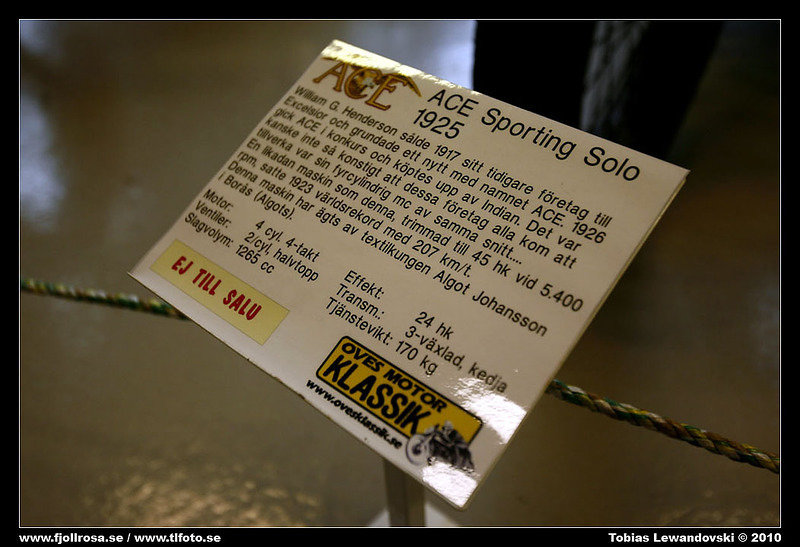 ACE
ACE Sporting Solo
1925
William G. Henderson sålde 1917 sitt tidigare företag till
Excelsior och grundade ett nytt med namnet ACE. 1926
gick ACE i konkurs och köptes upp av Indian. Det var
kanske inte så konstigt att dessa företag alla kom att
tillverka var sin fyrcylindrig mc av samma snitt....
En likadan maskin som denna, trimmad till 45 hk vid 5.400
rpm, satte 1923 världsrekord med 207 km/t.
Denna maskin har ägts av textilkungen Algot Johansson
i Borås (Algots).
Motor: 4 cyl. 4-takt
Ventiler: 2/cyl, halvtopp
Slagvolym: 1265 cc
Effekt: 24 hk
Transm.: 3-växlad, kedja
Tjänstevikt: 170 kg
EJ TILL SALU
OVES MOTOR
KLASSIK
www.ovesklassik.se
www.fjollrosa.se / www.tlfoto.se
Tobias Lewandovski © 2010